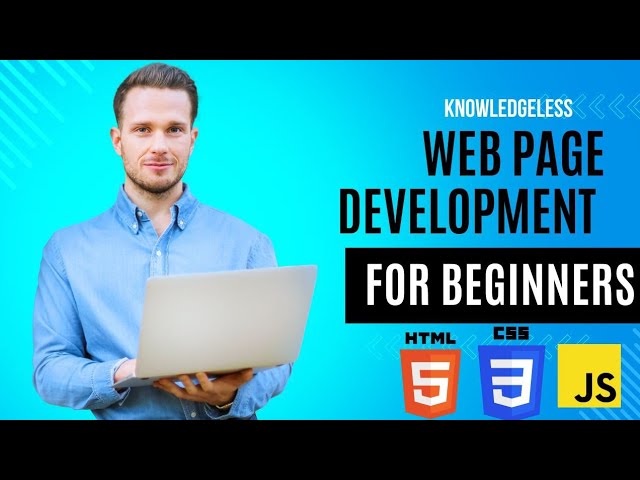 KNOWLEDGELESS
WEB PAGE
DEVELOPMENT
FOR BEGINNERS
HTML CSS
5 3 JS